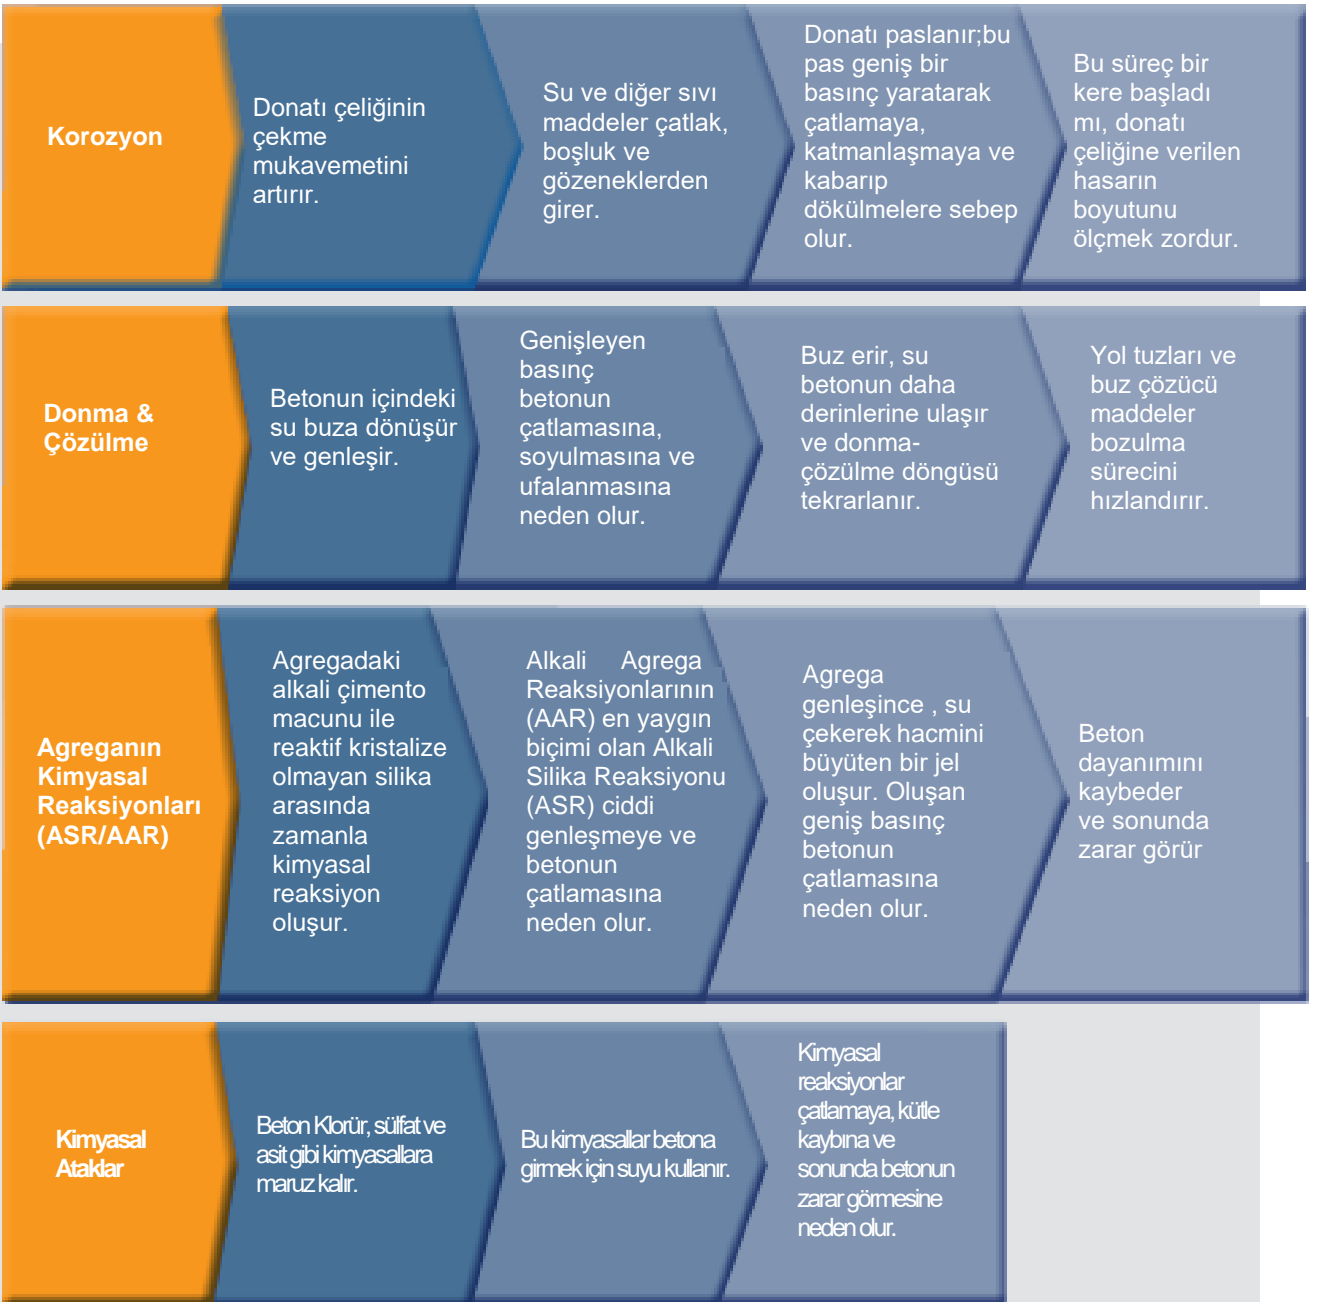 Korozyon
Donatı çeliğinin
çekme
mukavemetini
artırır.
Su ve diğer sıvı
maddeler çatlak,
boşluk ve
gözeneklerden
girer.
Donatı paslanır;bu
pas geniş bir
basınç yaratarak
çatlamaya,
katmanlaşmaya ve
kabarıp
dökülmelere sebep
olur.
Bu süreç bir
kere başladı
mı, donatı
çeliğine verilen
hasarın
boyutunu
ölçmek zordur.
Donma &
Çözülme
Betonun içindeki
su buza dönüşür
ve genleşir.
Genişleyen
basınç
betonun
çatlamasına,
soyulmasına ve
ufalanmasına
neden olur.
Buz erir, su
betonun daha
derinlerine ulaşır
ve donma-
çözülme döngüsü
tekrarlanır.
Yol tuzları ve
buz çözücü
maddeler
bozulma
sürecini
hızlandırır.
Agreganın
Kimyasal
Reaksiyonları
(ASR/AAR)
Agregadaki
alkali çimento
macunu ile
reaktif kristalize
olmayan silika
arasında
zamanla
kimyasal
reaksiyon
oluşur.
Alkali Agrega
Reaksiyonlarının
(AAR) en yaygın
biçimi olan Alkali
Silika Reaksiyonu
(ASR) ciddi
genleşmeye ve
betonun
çatlamasına
neden olur.
Agrega
genleşince , su
çekerek hacmini
büyüten bir jel
oluşur. Oluşan
geniş basınç
betonun
çatlamasına
neden olur.
Beton
dayanımını
kaybeder
ve sonunda
zarar görür
Kimyasal
Ataklar
Beton Klorür, sülfat ve
asit gibi kimyasallara
maruz kalır.
Bu kimyasallar betona
girmek için suyu kullanır.
Kimyasal
reaksiyonlar
çatlamaya, kütle
kaybına ve
sonunda betonun
zarar görmesine
neden olur.